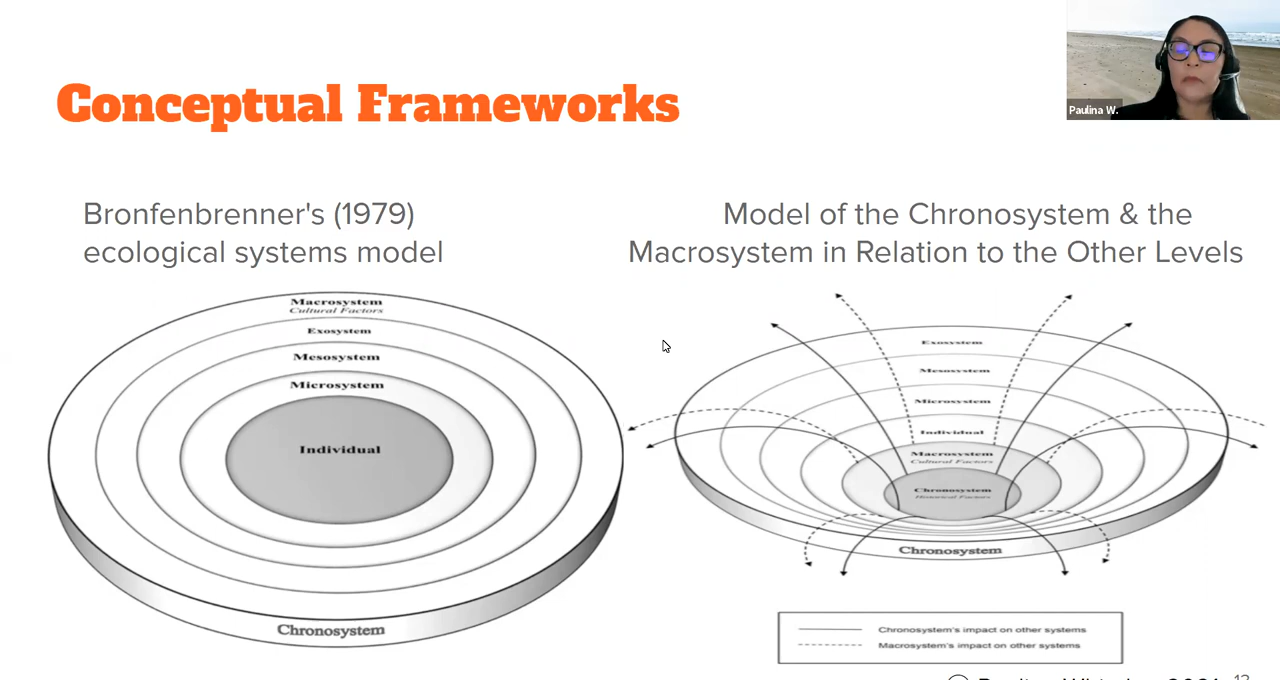 Conceptual Frameworks
Paulina W.
Bronfenbrenner's (1979)
ecological systems model
Macrosystem
Cultural Factors
Exosystem
Mesosystem
Microsystem
Individual
Chronosystem
Model of the Chronosystem & the
Macrosystem in Relation to the Other Levels
Exosystem
Mesosystem
Microsystem
Individual
Macrosystem
Cultural Factors
Chronosystem
Historical Factors
Chronosystem
Chronosystem's impact on other systems
Macrosystem's impact on other systems